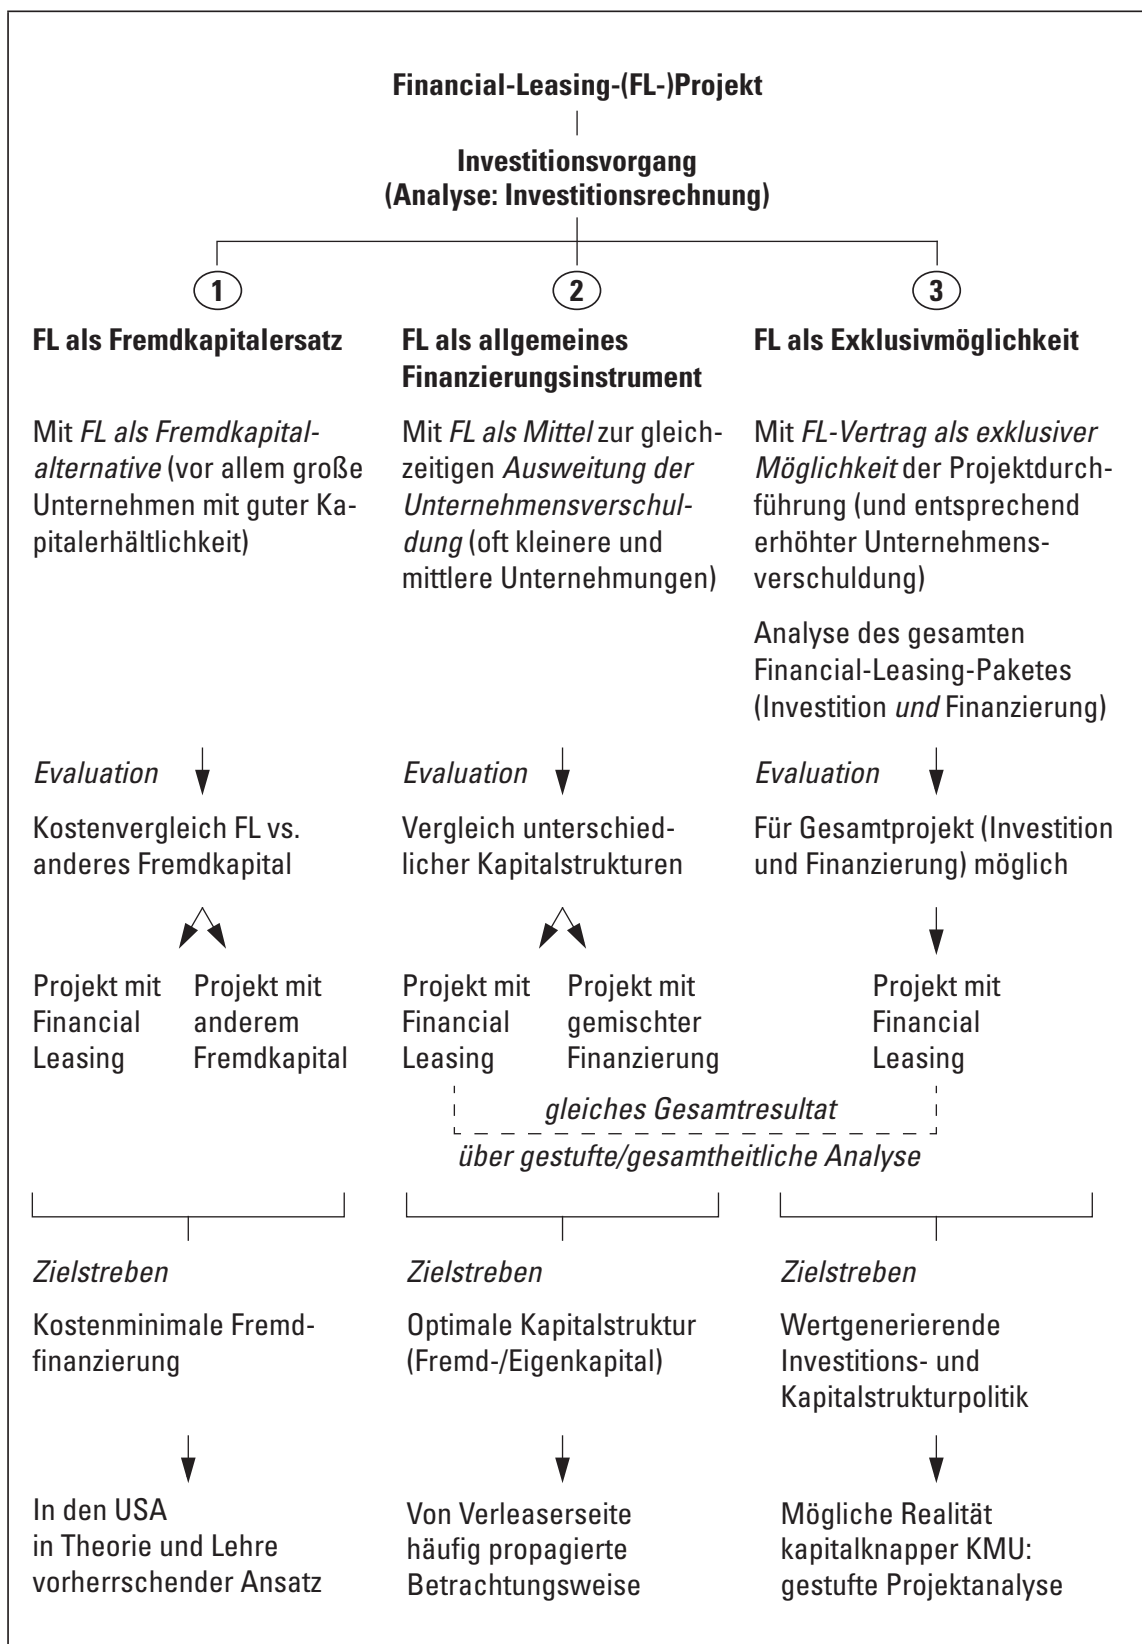 Financial-Leasing-(FL-)Projekt
Investitionsvorgang
(Analyse: Investitionsrechnung)
1
FL als Fremdkapitalersatz
Mit FL als Fremdkapital-
alternative (vor allem große
Unternehmen mit guter Ka-
pitalerhältlichkeit)
Evaluation
Kostenvergleich FL vs.
anderes Fremdkapital
Projekt mit
Financial
Leasing
Projekt mit
anderem
Fremdkapital
Zielstreben
Kostenminimale Fremd-
finanzierung
In den USA
in Theorie und Lehre
vorherrschender Ansatz
2
FL als allgemeines
Finanzierungsinstrument
Mit FL als Mittel zur gleich-
zeitigen Ausweitung der
Unternehmensverschul-
dung (oft kleinere und
mittlere Unternehmungen)
Evaluation
Vergleich unterschied-
licher Kapitalstrukturen
Projekt mit
Financial
Leasing
Projekt mit
gemischter
Finanzierung
gleiches Gesamtresultat
über gestufte/gesamtheitliche Analyse
Zielstreben
Optimale Kapitalstruktur
(Fremd-/Eigenkapital)
Von Verleaserseite
häufig propagierte
Betrachtungsweise
3
FL als Exklusivmöglichkeit
Mit FL-Vertrag als exklusiver
Möglichkeit der Projektdurch-
führung (und entsprechend
erhöhter Unternehmens-
verschuldung)
Analyse des gesamten
Financial-Leasing-Paketes
(Investition und Finanzierung)
Evaluation
Für Gesamtprojekt (Investition
und Finanzierung) möglich
Projekt mit
Financial
Leasing
Zielstreben
Wertgenerierende
Investitions- und
Kapitalstrukturpolitik
Mögliche Realität
kapitalknapper KMU:
gestufte Projektanalyse